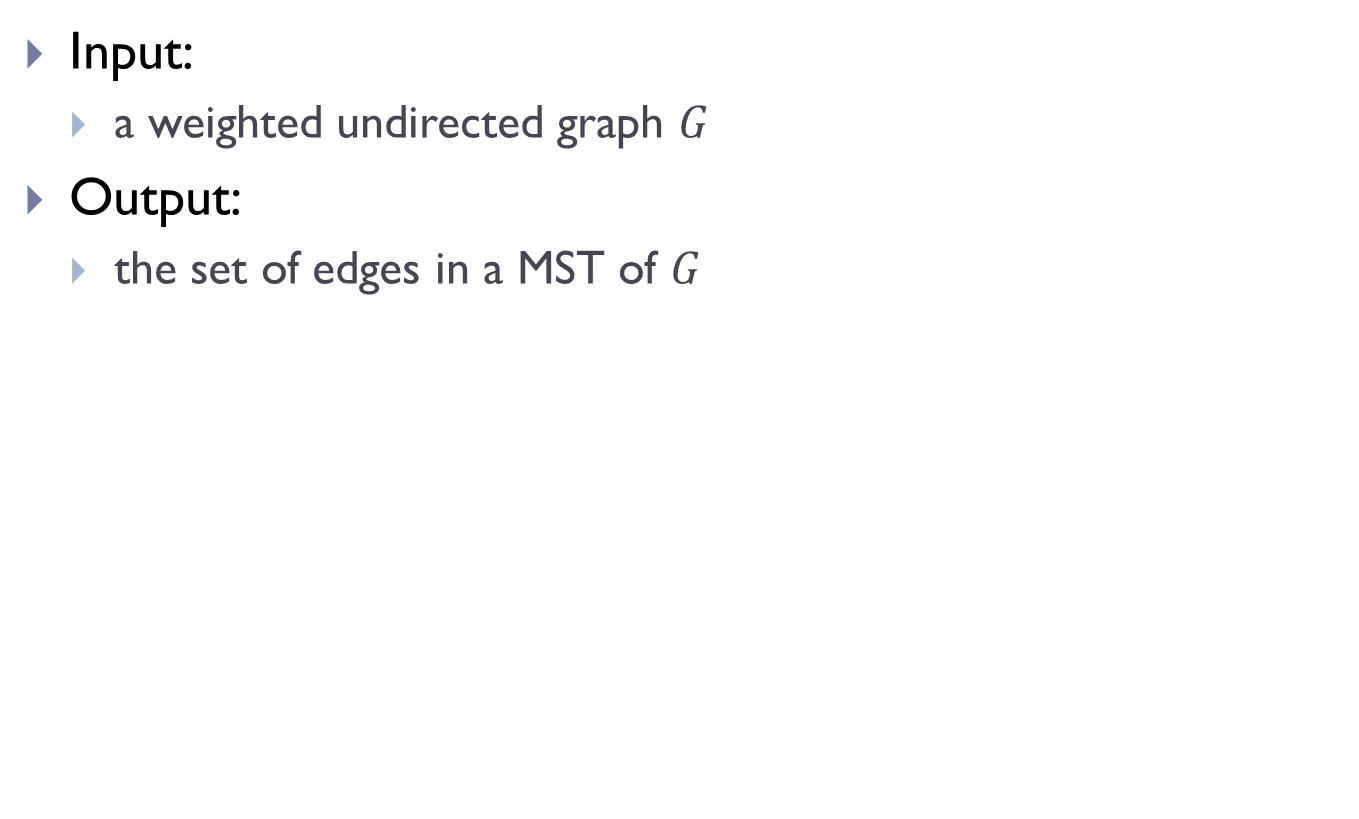 Input:
a weighted undirected graph G
Output:
the set of edges in a MST of G